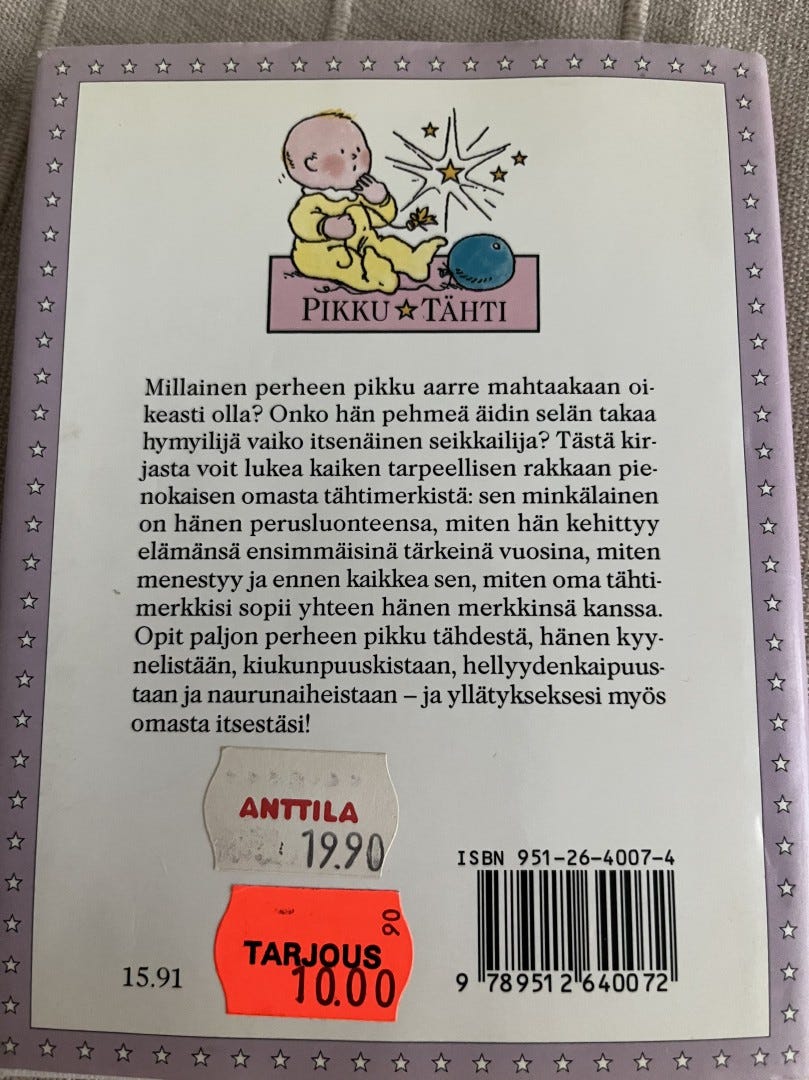 PIKKU TÄHTI
Millainen perheen pikku aarre mahtaakaan oi-
keasti olla? Onko hän pehmeä äidin selän takaa
hymyilijä vaiko itsenäinen seikkailija? Tästä kir-
jasta voit lukea kaiken tarpeellisen rakkaan pie-
nokaisen omasta tähtimerkistä: sen minkälainen
on hänen perusluonteensa, miten hän kehittyy
elämänsä ensimmäisinä tärkeinä vuosina, miten
menestyy ja ennen kaikkea sen, miten oma tähti-
merkkisi sopii yhteen hänen merkkinsä kanssa.
Opit paljon perheen pikku tähdestä, hänen kyy-
nelistään, kiukunpuuskistaan, hellyydenkaipuus-
taan ja naurunaiheistaan – ja yllätykseksesi myös
omasta itsestäsi!
ANTTILA
19.90
90
TARJOUS
10.00
15.91
ISBN 951-26-4007-4
9 789512 640072